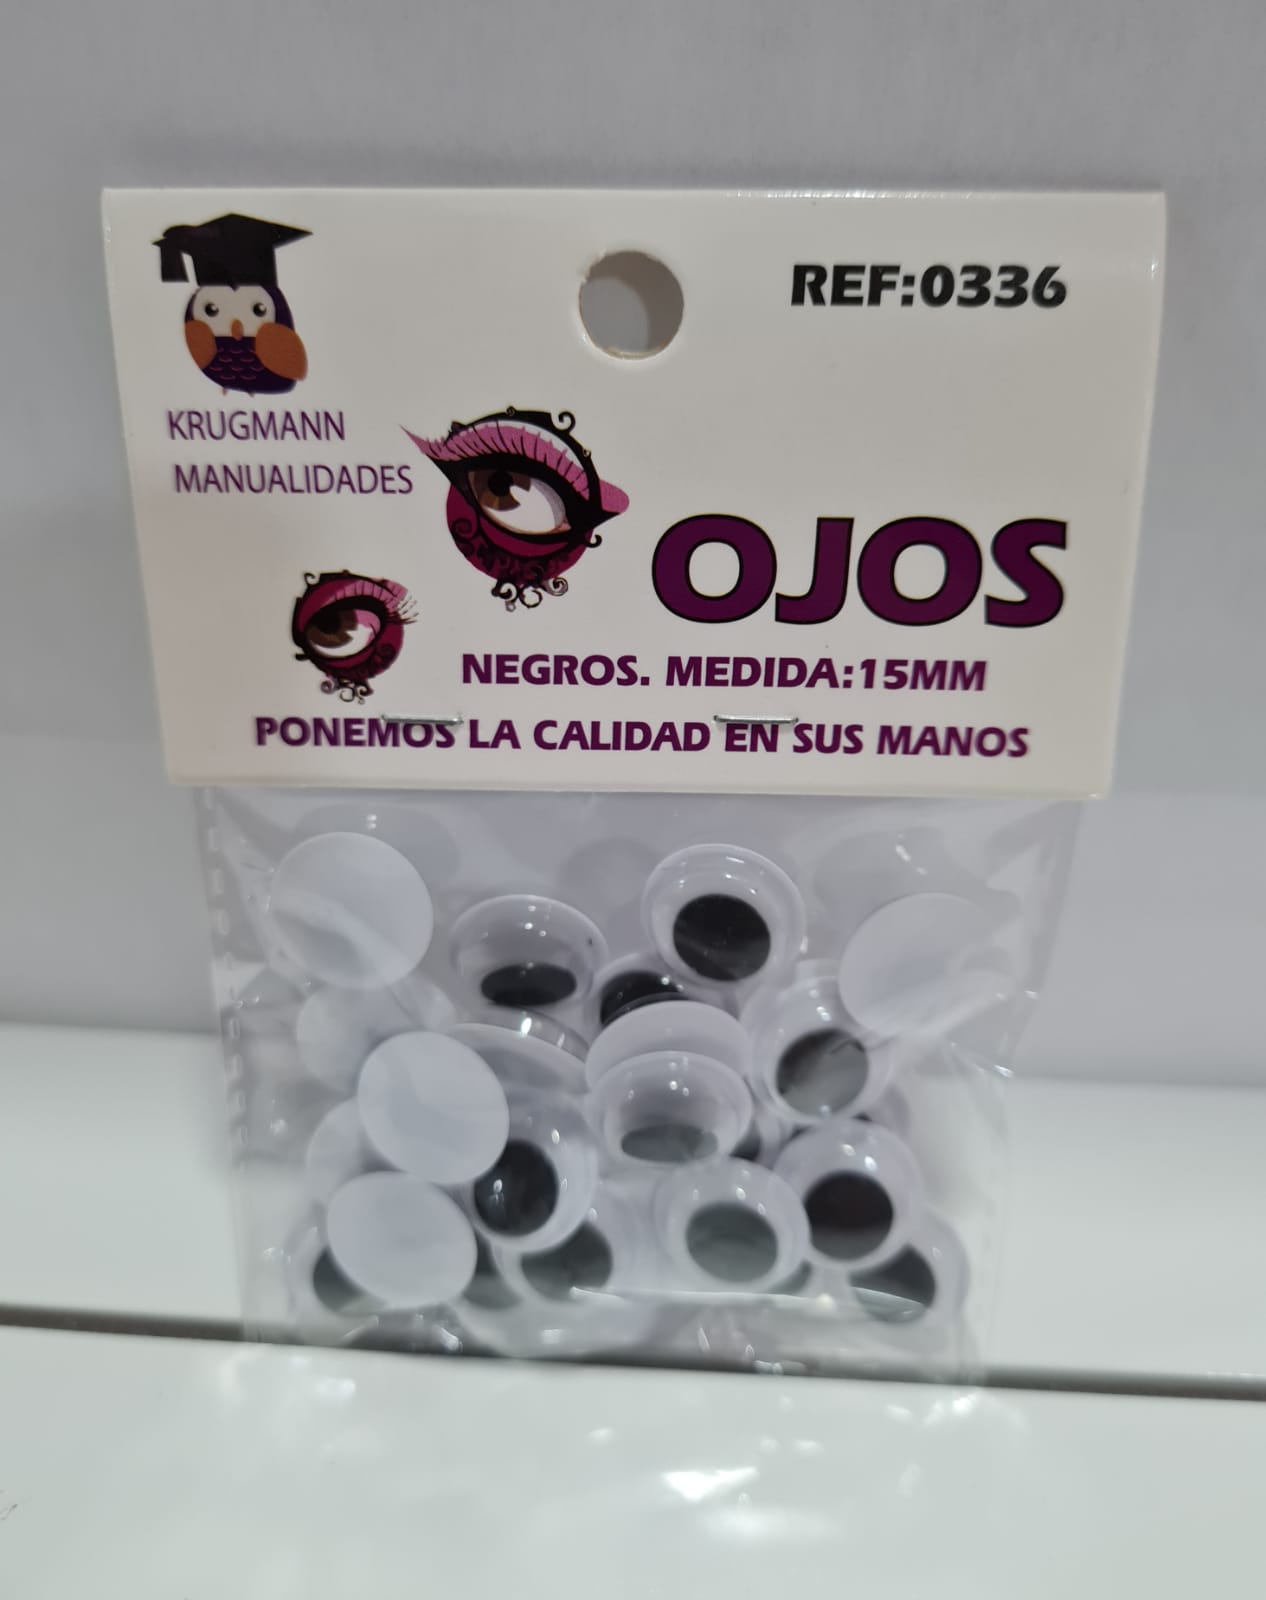 REF:0336
KRUGMANN
MANUALIDADES
OJOS
NEGROS. MEDIDA:15MM
PONEMOS LA CALIDAD EN SUS MANOS